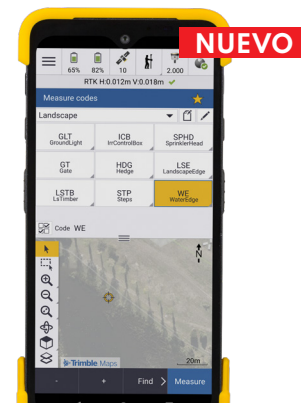 NUEVO
65%
82%
10
2.000
RTK H:0.012m V:0.018m
Measure codes
Landscape
GLT
GroundLight
ICB
IrrControlBox
SPHD
SprinklerHead
GT
Gate
HDG
Hedge
LSE
LandscapeEdge
LSTB
LsTimber
STP
Steps
WE
WaterEdge
Code WE
N
Trimble Maps
20m
-
+
Find
Measure